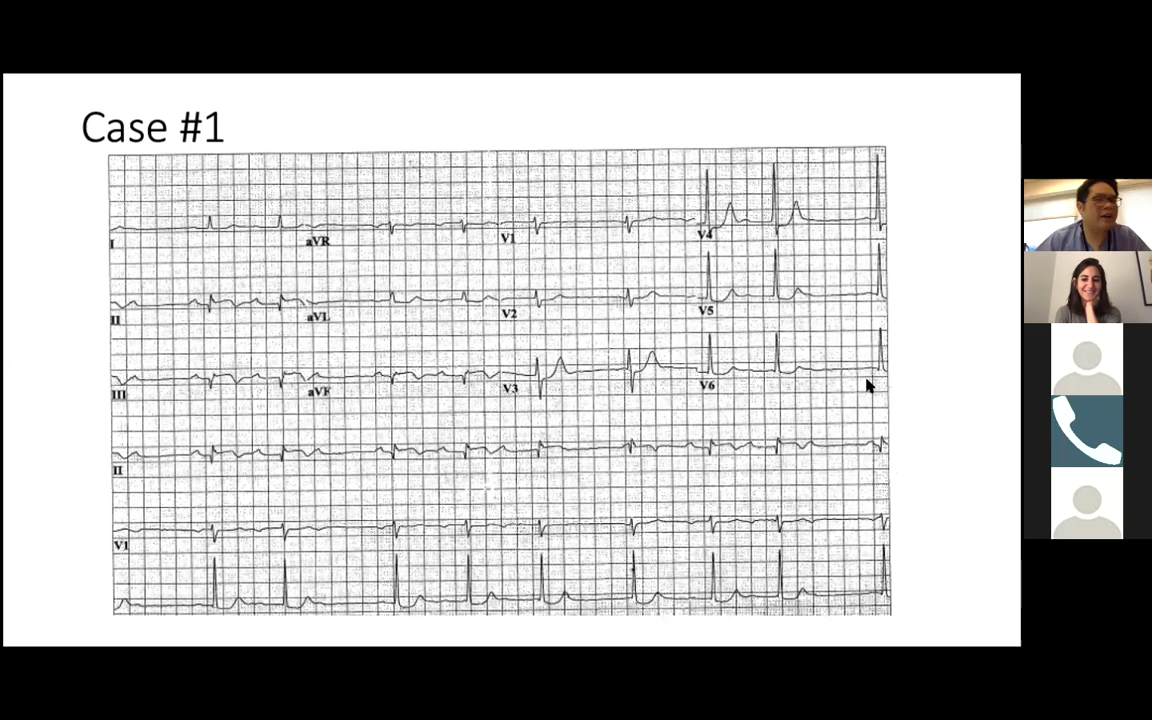 Case #1
I aVR V1 V4
II aVL V2 V5
III aVF V3 V6
II
V1